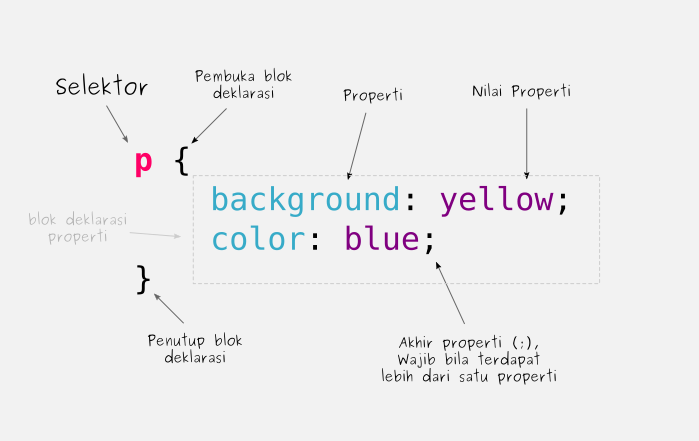 Selektor
Pembuka blok
deklarasi
Properti
Nilai Properti
p {
background: yellow;
color: blue;
blok deklarasi
properti
}
Penutup blok
deklarasi
Akhir properti (;),
Wajib bila terdapat
lebih dari satu properti